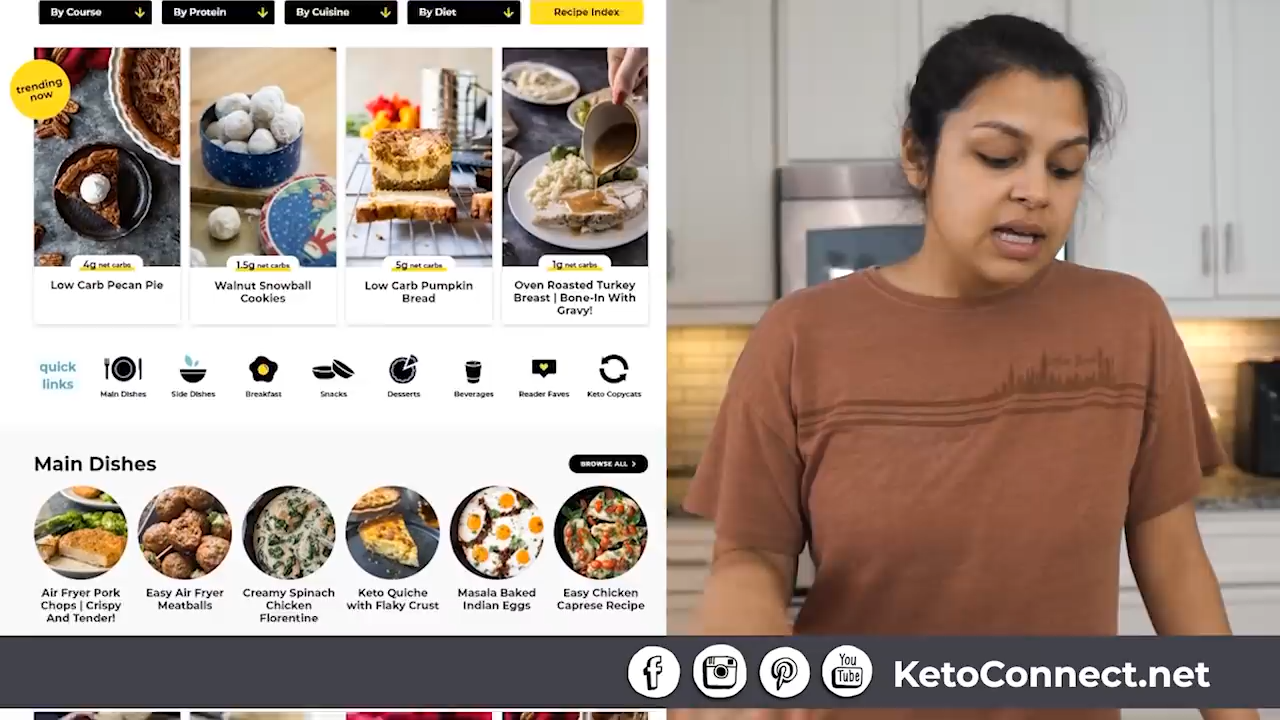 By Course
By Protein
By Cuisine
By Diet
Recipe Index
trending
now
4g net carbs
1.5g net carbs
5g net carbs
1g net carbs
Low Carb Pecan Pie
Walnut Snowball
Cookies
Low Carb Pumpkin
Bread
Oven Roasted Turkey
Breast | Bone-In With
Gravy!
quick
links
Main Dishes
Side Dishes
Breakfast
Snacks
Desserts
Beverages
Reader Faves
Keto Copycats
Main Dishes
BROWSE ALL >
Air Fryer Pork
Chops | Crispy
And Tender!
Easy Air Fryer
Meatballs
Creamy Spinach
Chicken
Florentine
Keto Quiche
with Flaky Crust
Masala Baked
Indian Eggs
Easy Chicken
Caprese Recipe
You
Tube
KetoConnect.net